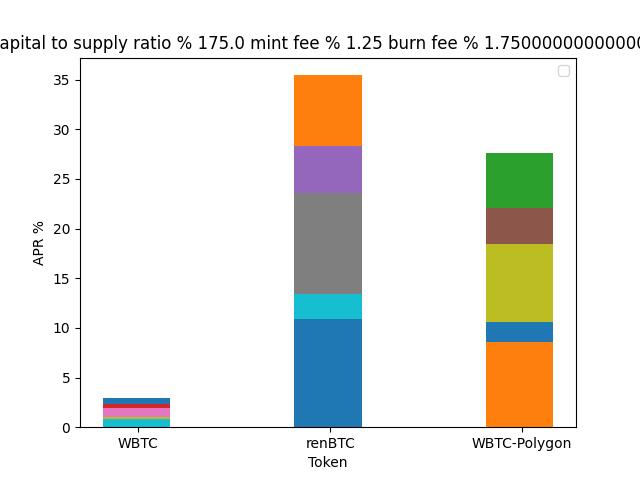 apital to supply ratio % 175.0 mint fee % 1.25 burn fee % 1.75000000000000
35
30
25
20
15
10
5
0
APR %
WBTC renBTC WBTC-Polygon
Token